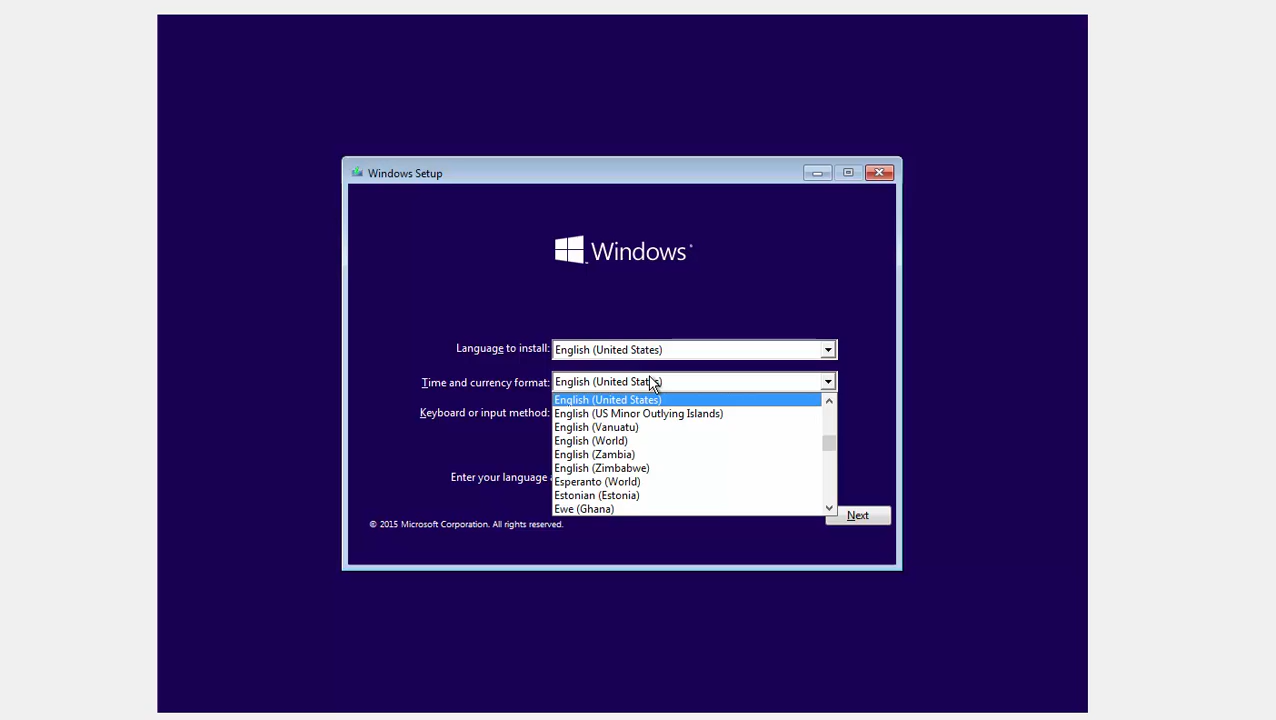 Windows Setup
Windows
Language to install: English (United States)
Time and currency format: English (United States)
English (United States)
Keyboard or input method:
English (US Minor Outlying Islands)
English (Vanuatu)
English (World)
English (Zambia)
English (Zimbabwe)
Enter your language
Esperanto (World)
Estonian (Estonia)
Ewe (Ghana)
Next
© 2015 Microsoft Corporation. All rights reserved.